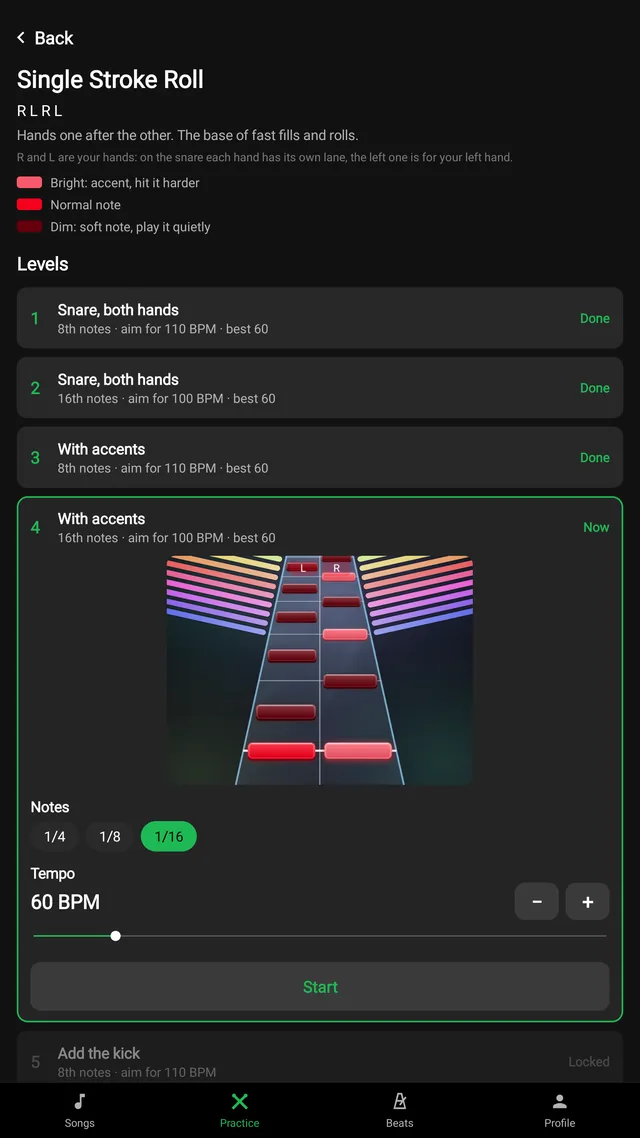 Back
Single Stroke Roll
R L R L
Hands one after the other. The base of fast fills and rolls.
R and L are your hands: on the snare each hand has its own lane, the left one is for your left hand.
Bright: accent, hit it harder
Normal note
Dim: soft note, play it quietly
Levels
1 Snare, both hands Done
8th notes · aim for 110 BPM · best 60
2 Snare, both hands Done
16th notes · aim for 100 BPM · best 60
3 With accents Done
8th notes · aim for 110 BPM · best 60
4 With accents Now
16th notes · aim for 100 BPM · best 60
L R
Notes
1/4 1/8 1/16
Tempo
60 BPM − +
Start
5 Add the kick Locked
8th notes · aim for 110 BPM
Songs Practice Beats Profile